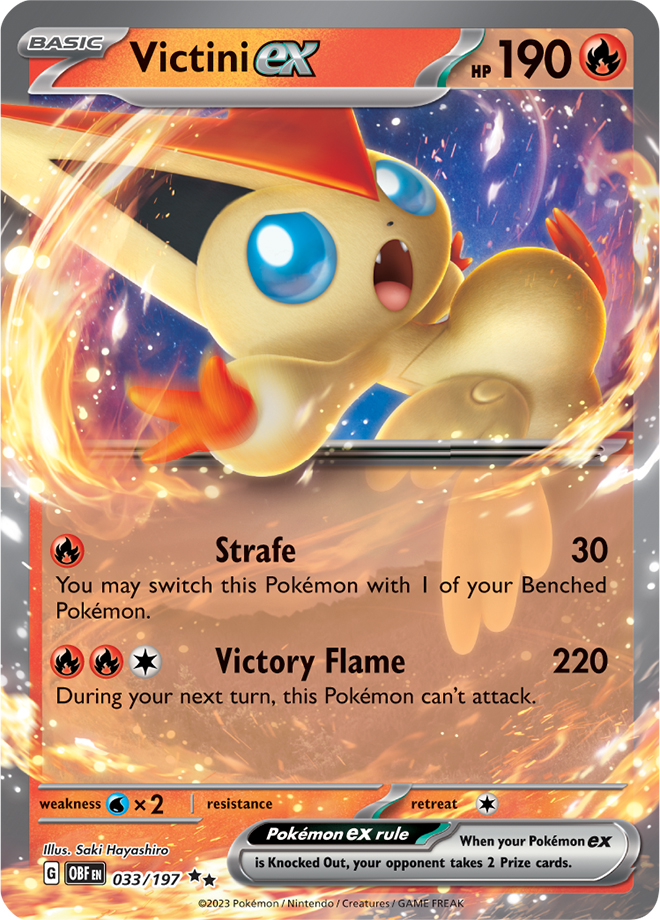 BASIC Victini ex HP 190
Strafe 30
You may switch this Pokémon with 1 of your Benched
Pokémon.
Victory Flame 220
During your next turn, this Pokémon can't attack.
weakness ×2 resistance retreat
Illus. Saki Hayashiro
Pokémon ex rule When your Pokémon ex
is Knocked Out, your opponent takes 2 Prize cards.
G OBF EN 033/197
©2023 Pokémon / Nintendo / Creatures / GAME FREAK